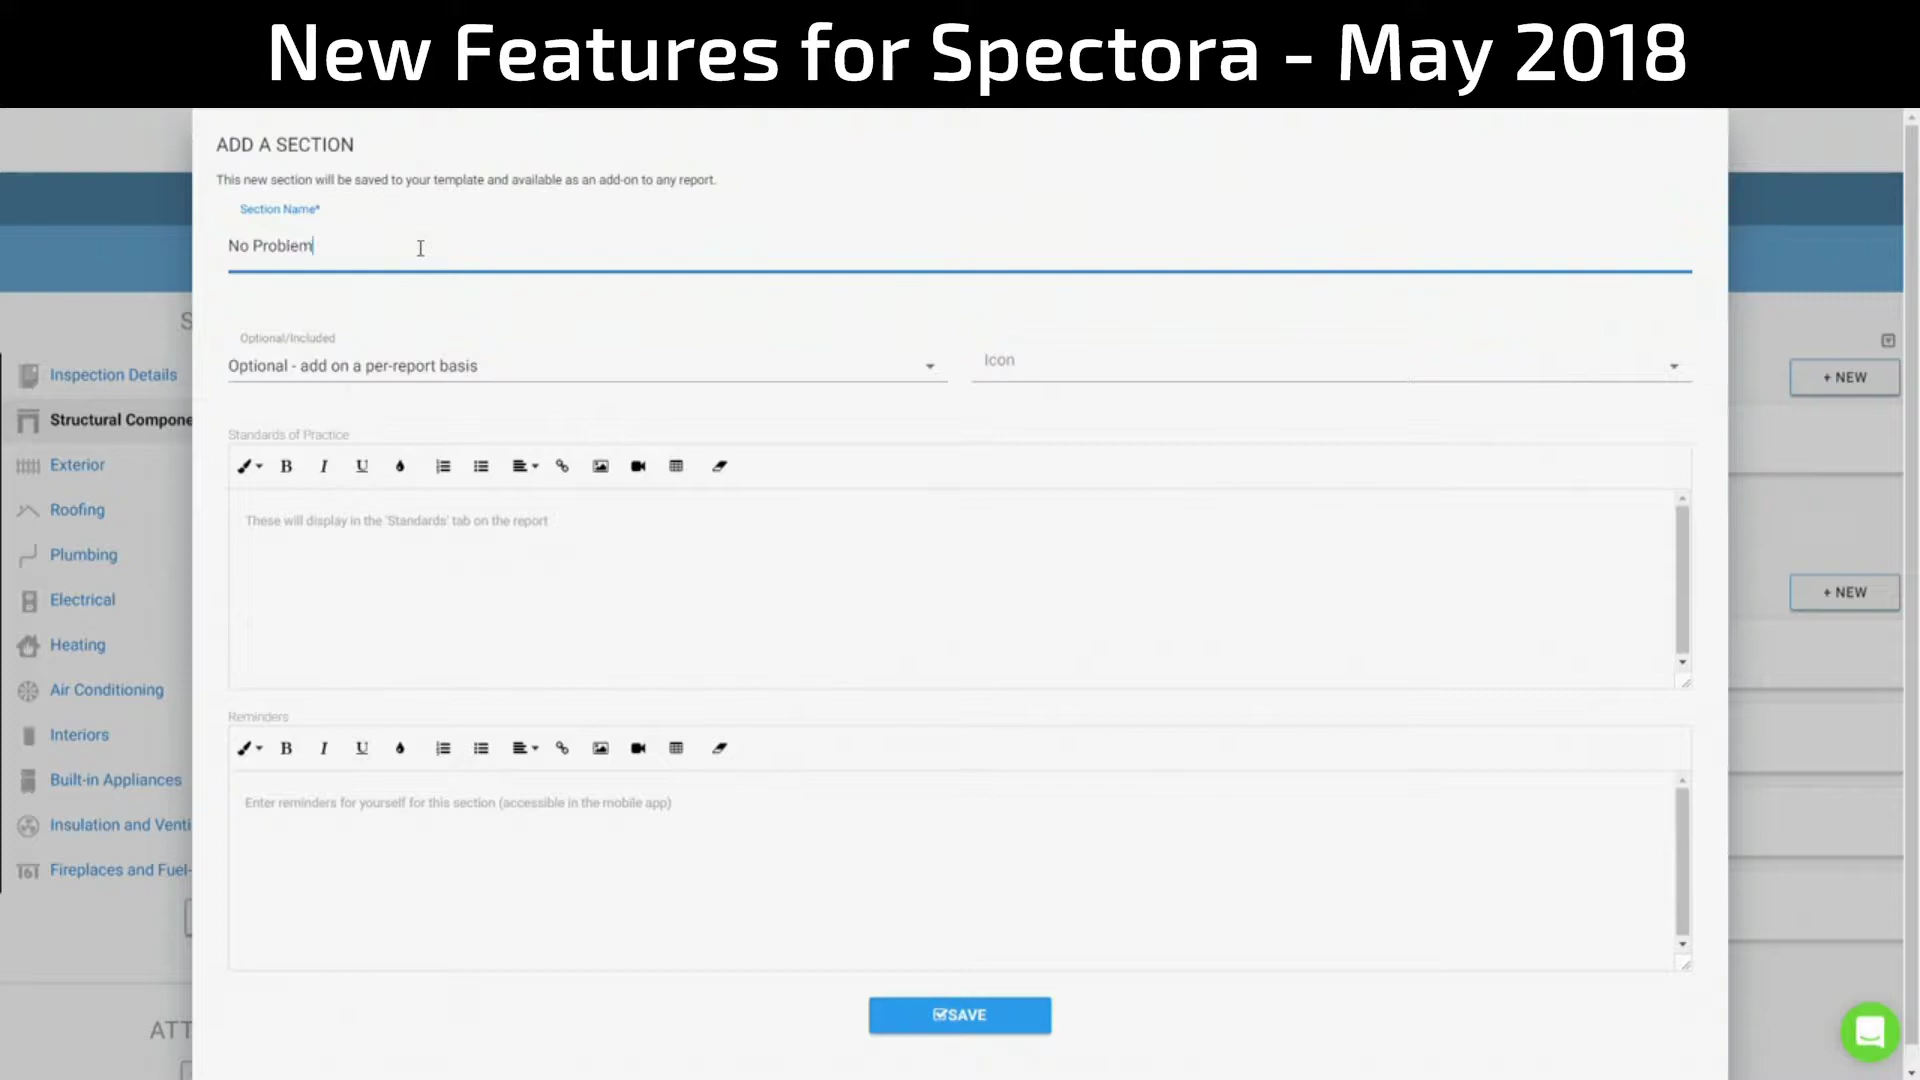 New Features for Spectora - May 2018
ADD A SECTION
This new section will be saved to your template and available as an add-on to any report.
Section Name*
No Problem
Optional/Included
Optional - add on a per-report basis
Icon
Standards of Practice
B I U
These will display in the 'Standards' tab on the report
Reminders
B I U
Enter reminders for yourself for this section (accessible in the mobile app)
SAVE
S
Inspection Details
Structural Compone
Exterior
Roofing
Plumbing
Electrical
Heating
Air Conditioning
Interiors
Built-in Appliances
Insulation and Venti
Fireplaces and Fuel-
ATT
+ NEW
+ NEW